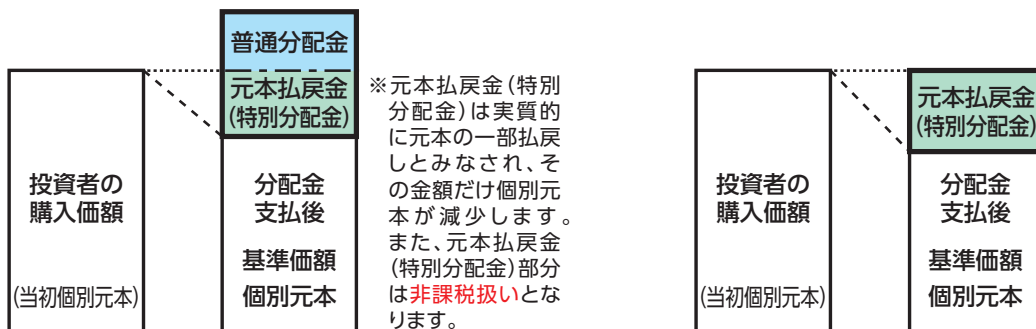 普通分配金
元本払戻金
(特別分配金)
投資者の
購入価額
(当初個別元本)
分配金
支払後
基準価額
個別元本
※元本払戻金(特別
分配金)は実質的
に元本の一部払戻
しとみなされ、そ
の金額だけ個別元
本が減少します。
また、元本払戻金
(特別分配金)部分
は非課税扱いとな
ります。
投資者の
購入価額
(当初個別元本)
元本払戻金
(特別分配金)
分配金
支払後
基準価額
個別元本